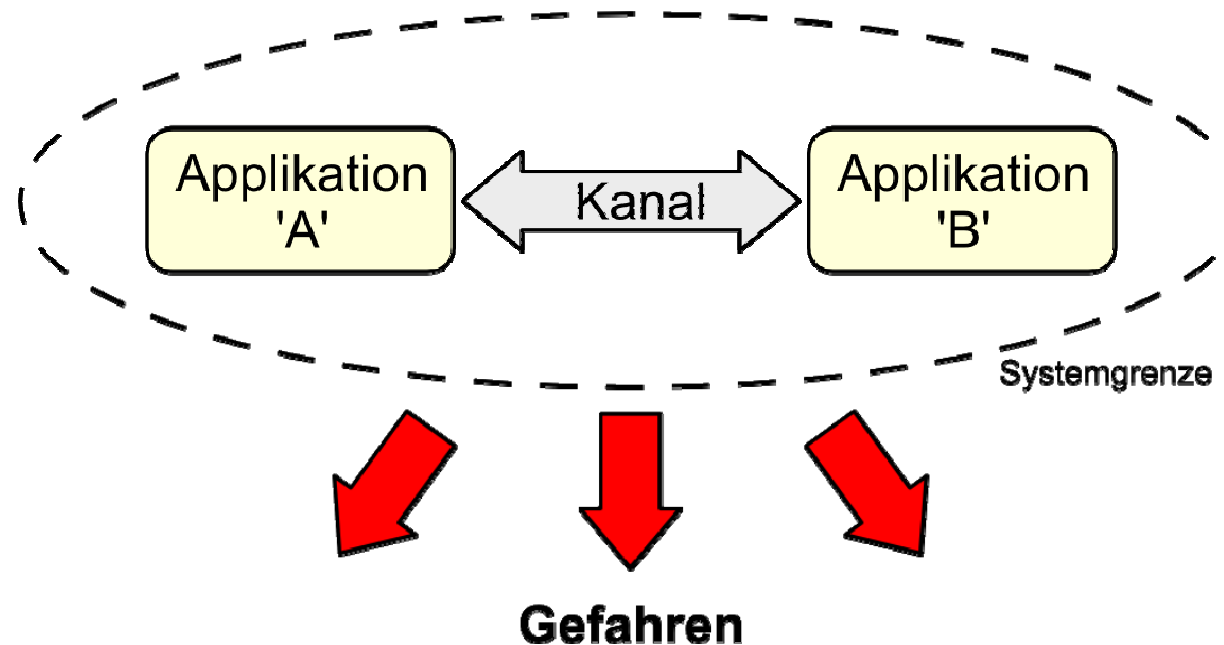 Applikation
'A'
Kanal
Applikation
'B'
Systemgrenze
Gefahren